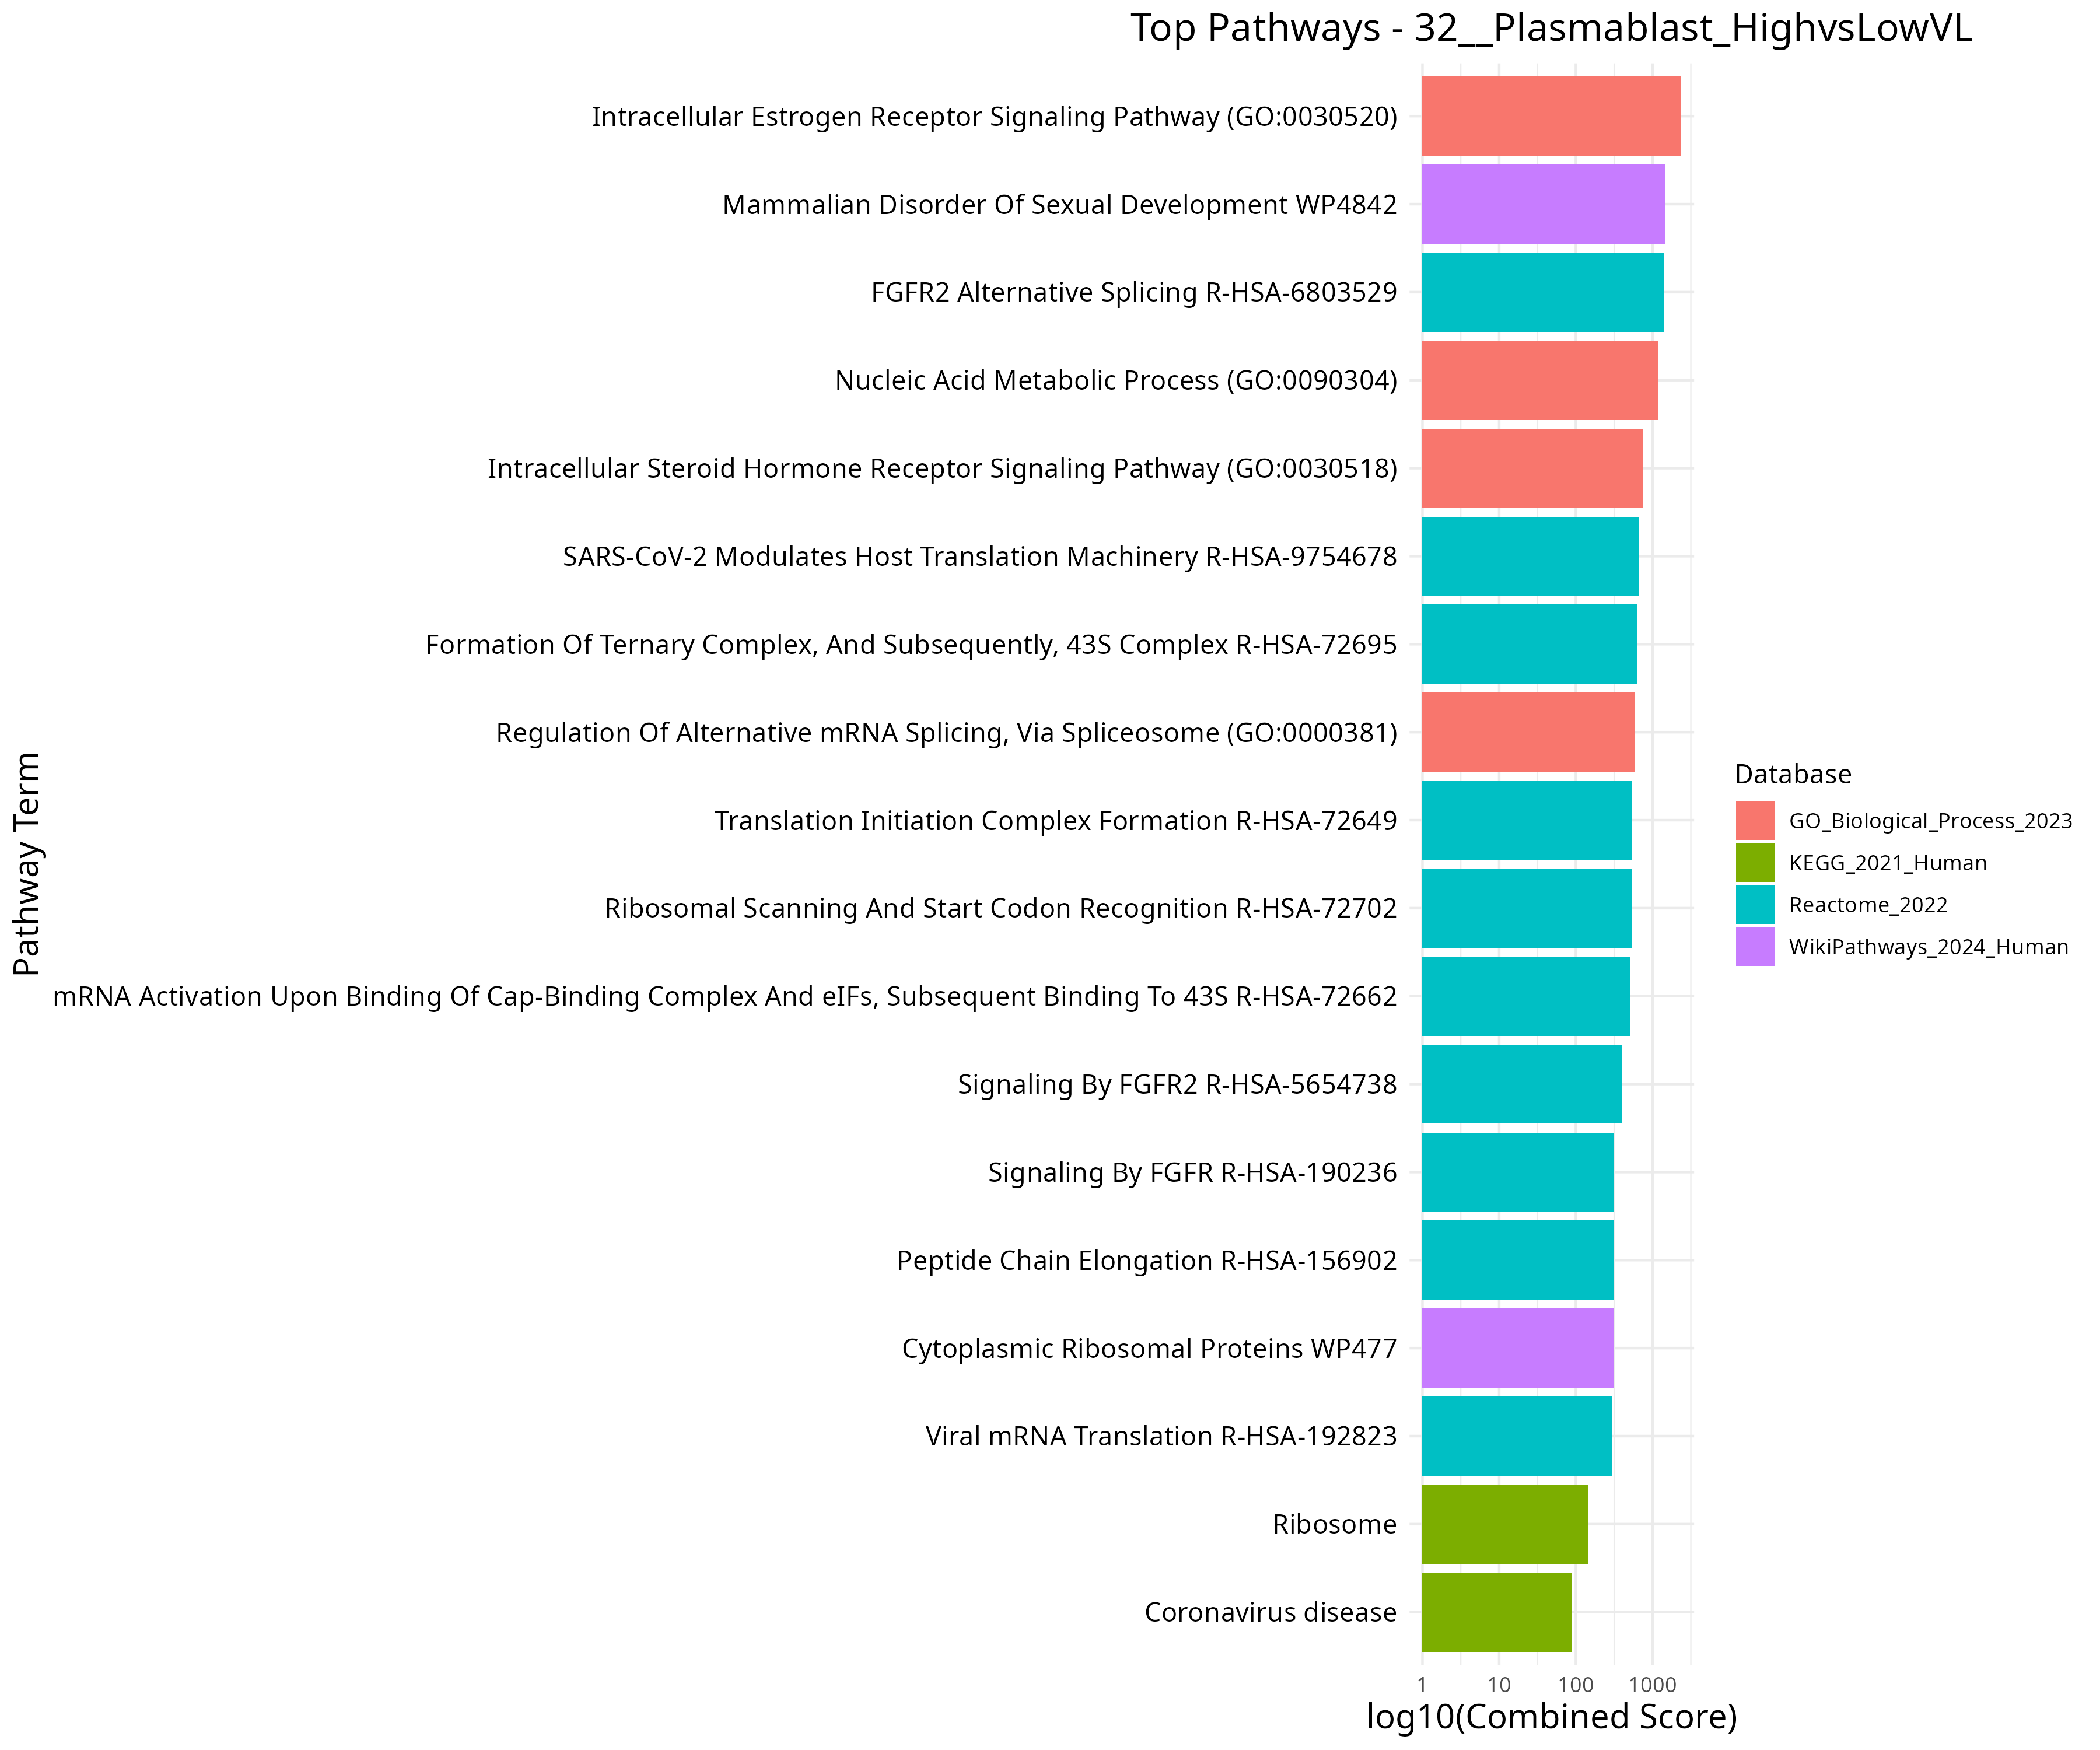 Top Pathways - 32__Plasmablast_HighvsLowVL
Pathway Term
Intracellular Estrogen Receptor Signaling Pathway (GO:0030520)
Mammalian Disorder Of Sexual Development WP4842
FGFR2 Alternative Splicing R-HSA-6803529
Nucleic Acid Metabolic Process (GO:0090304)
Intracellular Steroid Hormone Receptor Signaling Pathway (GO:0030518)
SARS-CoV-2 Modulates Host Translation Machinery R-HSA-9754678
Formation Of Ternary Complex, And Subsequently, 43S Complex R-HSA-72695
Regulation Of Alternative mRNA Splicing, Via Spliceosome (GO:0000381)
Translation Initiation Complex Formation R-HSA-72649
Ribosomal Scanning And Start Codon Recognition R-HSA-72702
mRNA Activation Upon Binding Of Cap-Binding Complex And eIFs, Subsequent Binding To 43S R-HSA-72662
Signaling By FGFR2 R-HSA-5654738
Signaling By FGFR R-HSA-190236
Peptide Chain Elongation R-HSA-156902
Cytoplasmic Ribosomal Proteins WP477
Viral mRNA Translation R-HSA-192823
Ribosome
Coronavirus disease
1 10 100 1000
log10(Combined Score)
Database
GO_Biological_Process_2023
KEGG_2021_Human
Reactome_2022
WikiPathways_2024_Human